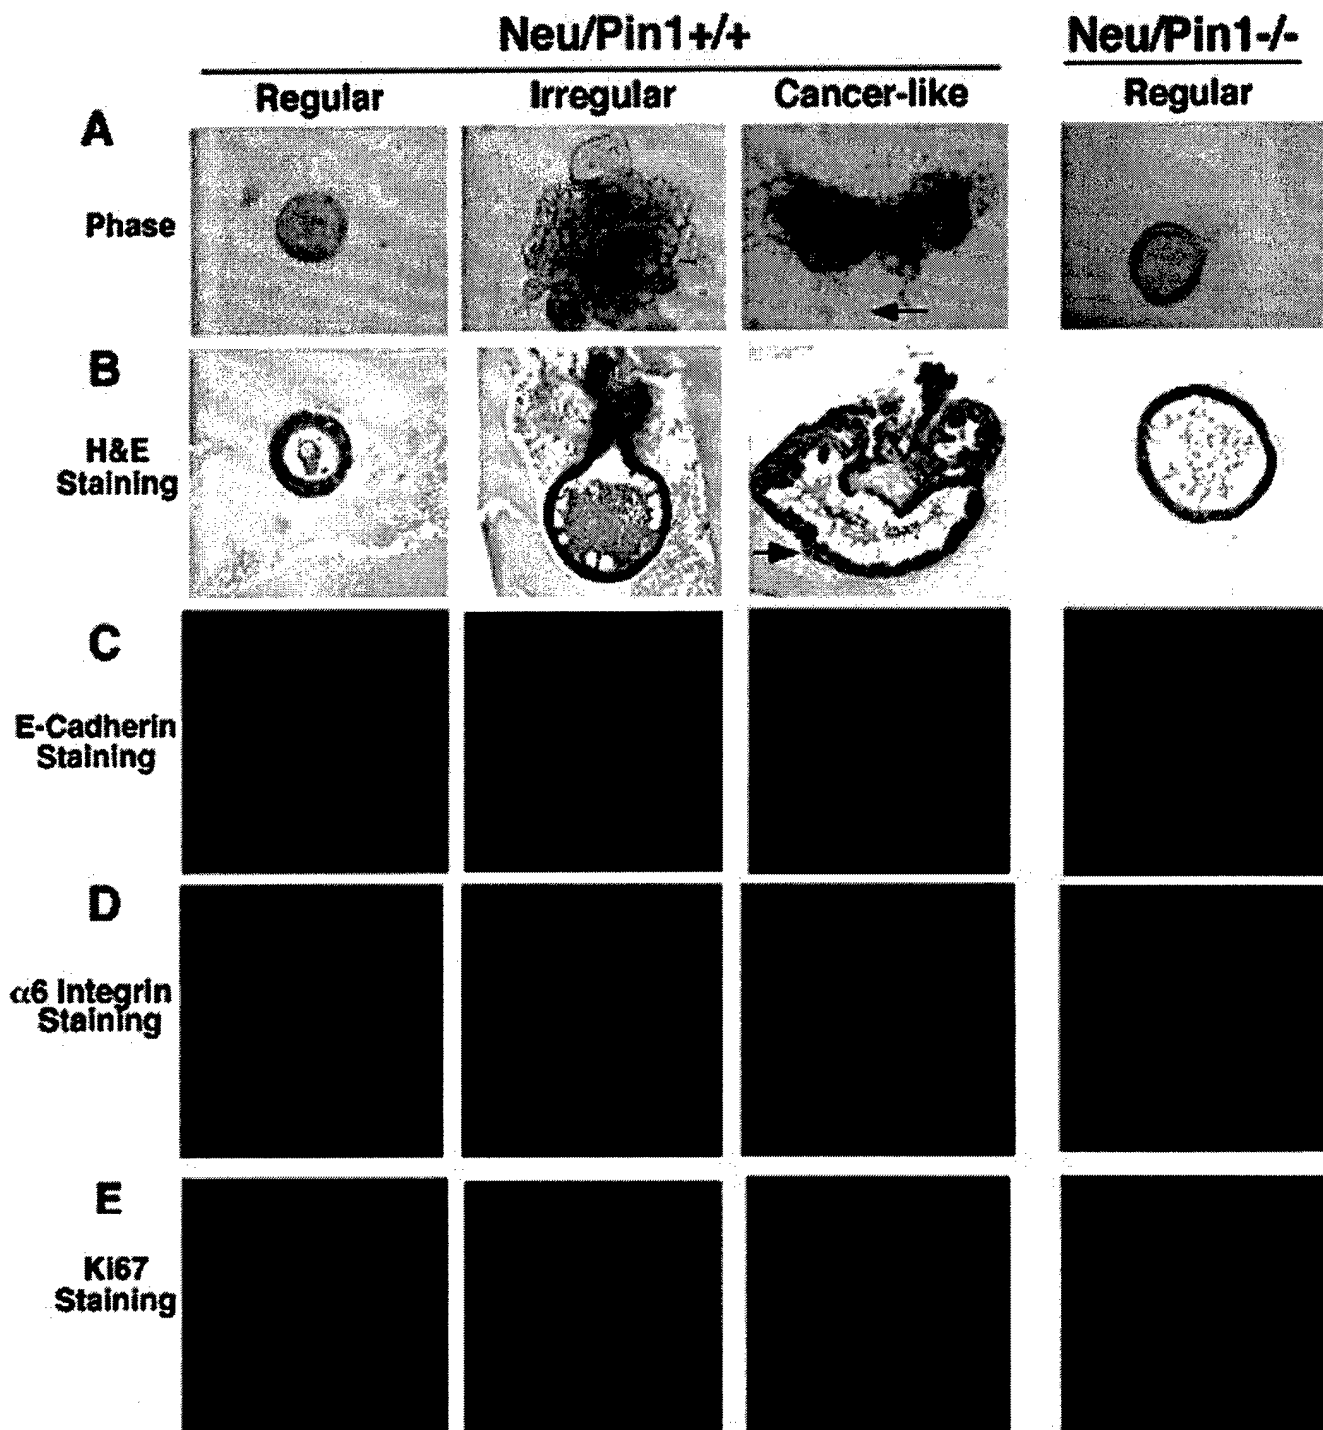 Neu/Pin1+/+ Neu/Pin1-/-
Regular Irregular Cancer-like Regular
A
Phase
B
H&E
Staining
C
E-Cadherin
Staining
D
α6 Integrin
Staining
E
Ki67
Staining